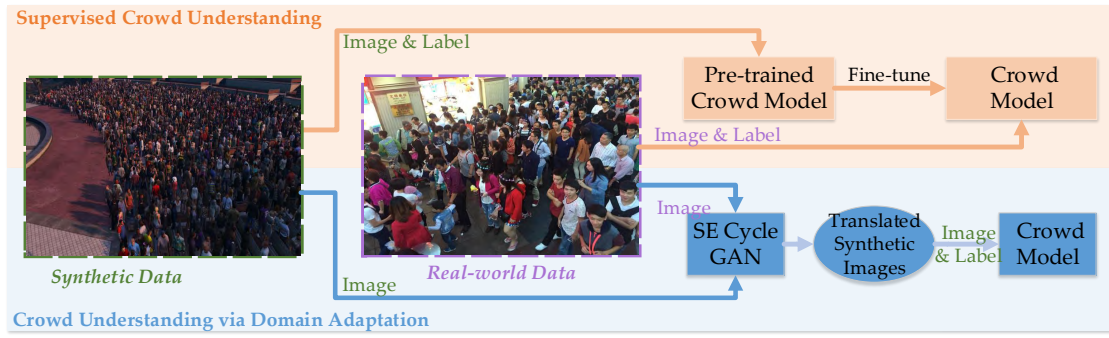 Supervised Crowd Understanding
Image & Label
Pre-trained
Crowd Model
Fine-tune
Crowd
Model
Image & Label
Synthetic Data
Real-world Data
Image
Image
SE Cycle
GAN
Translated
Synthetic
Images
Image
& Label
Crowd
Model
Crowd Understanding via Domain Adaptation